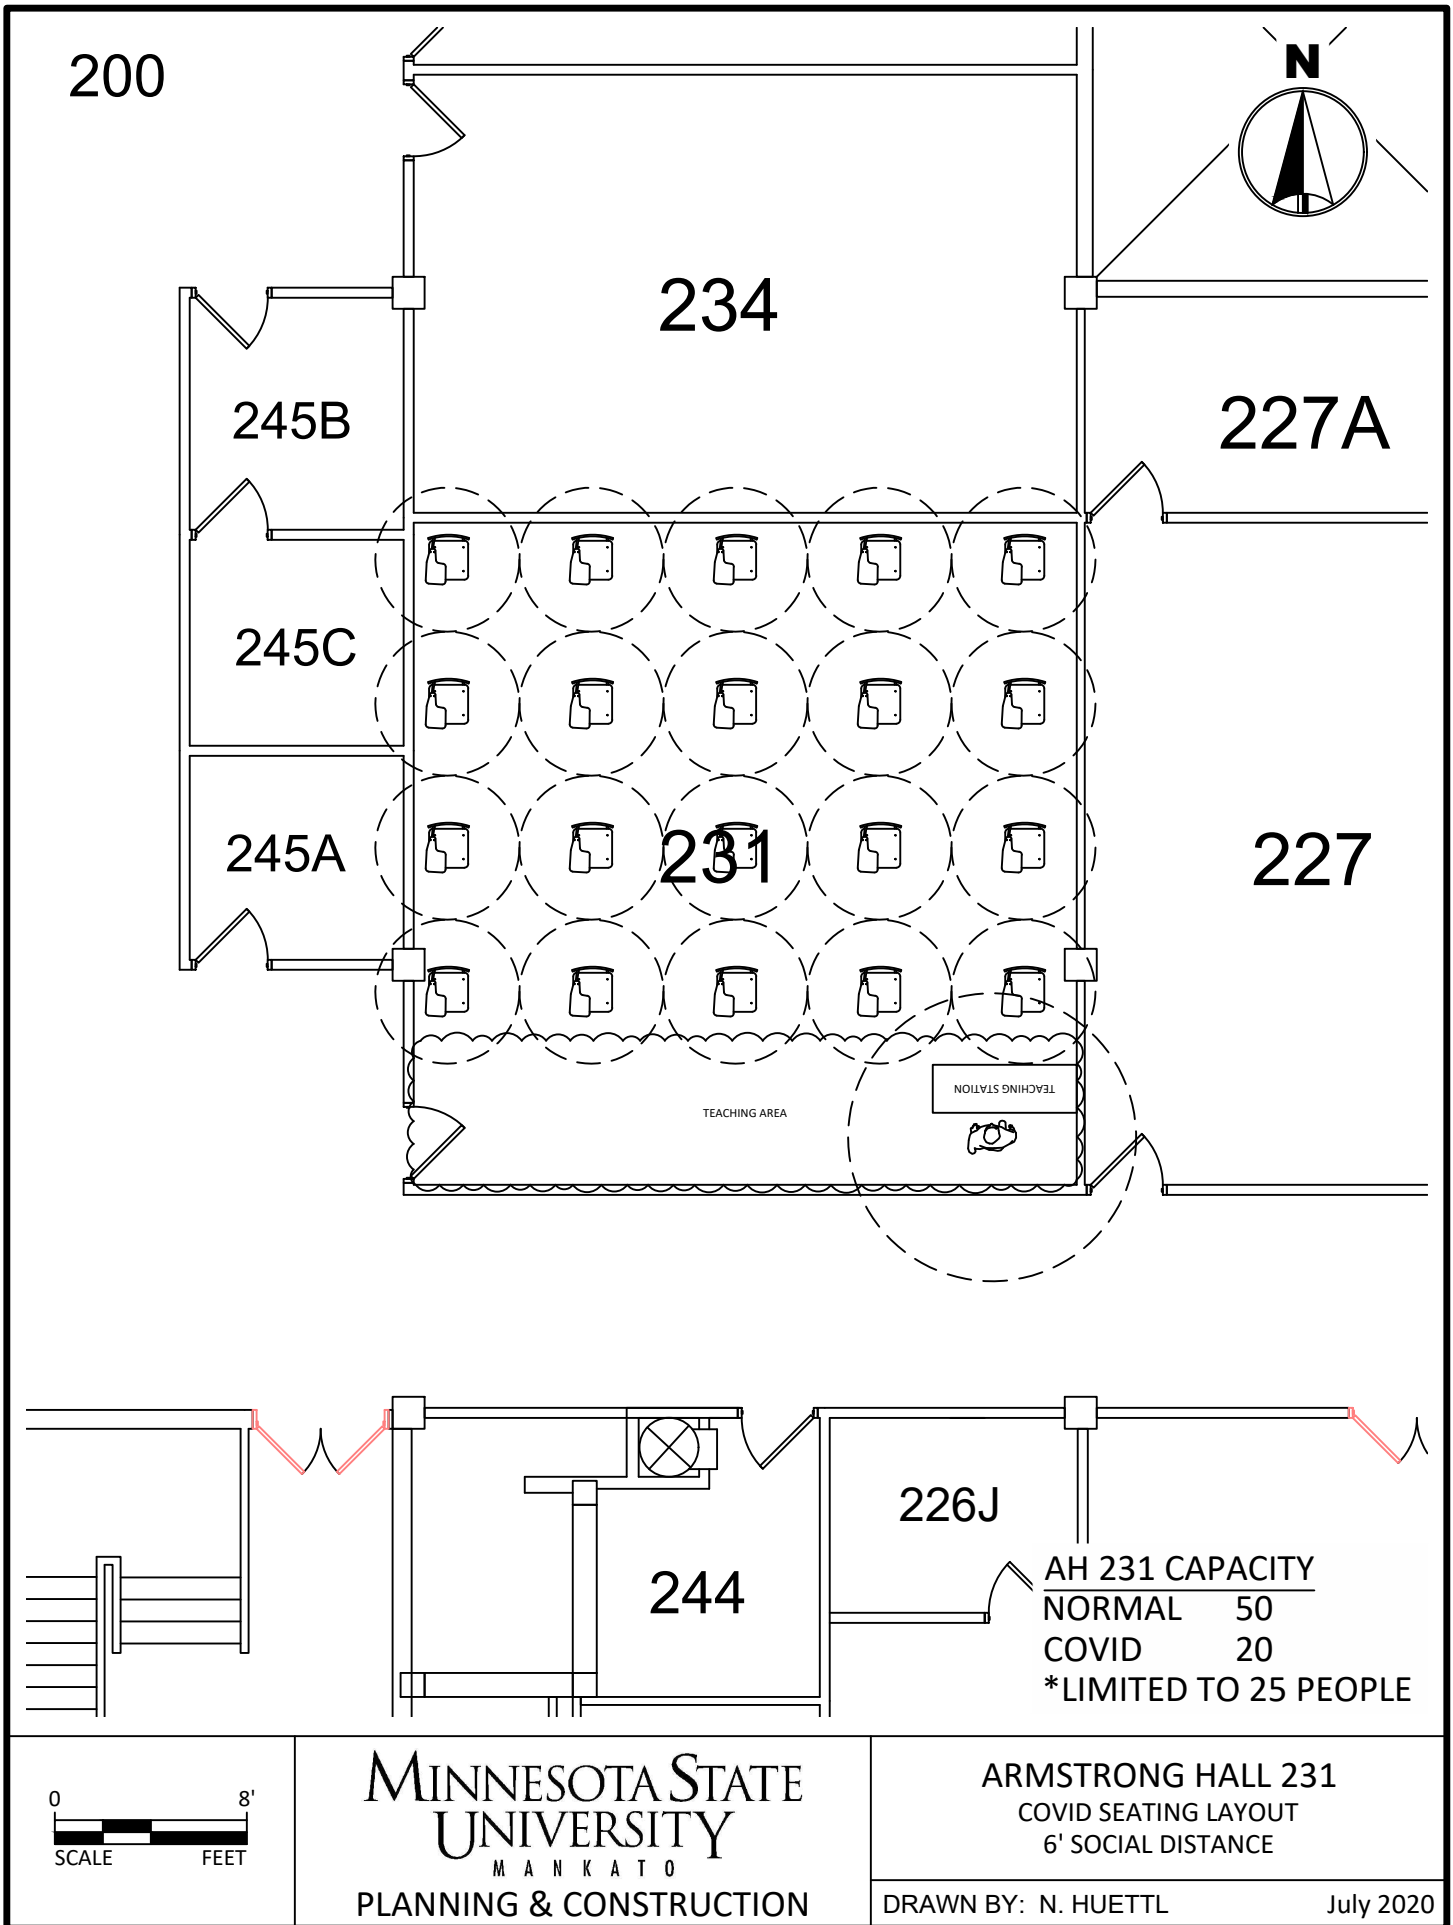 200
N
234
245B
227A
245C
231
245A
227
TEACHING STATION
TEACHING AREA
226J
244
AH 231 CAPACITY
NORMAL 50
COVID 20
*LIMITED TO 25 PEOPLE
0 8'
SCALE FEET
MINNESOTA STATE
UNIVERSITY
MANKATO
PLANNING & CONSTRUCTION
ARMSTRONG HALL 231
COVID SEATING LAYOUT
6' SOCIAL DISTANCE
DRAWN BY: N. HUETTL July 2020